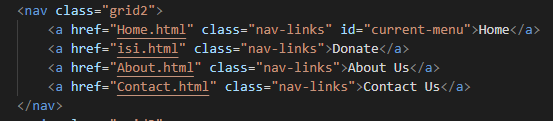 <nav class="grid2">
<a href="Home.html" class="nav-links" id="current-menu">Home</a>
<a href="isi.html" class="nav-links">Donate</a>
<a href="About.html" class="nav-links">About Us</a>
<a href="Contact.html" class="nav-links">Contact Us</a>
</nav>